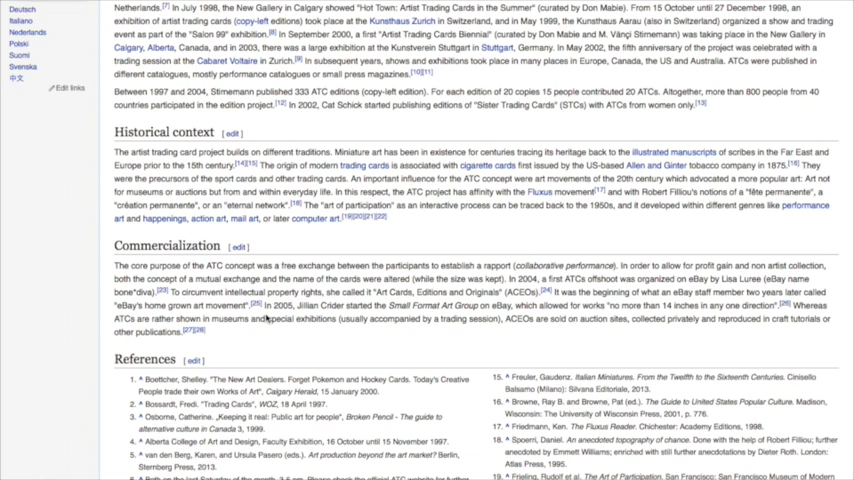 Deutsch
Italiano
Nederlands
Polski
Suomi
Svenska
中文
Edit links
Netherlands.[7] In July 1998, the New Gallery in Calgary showed "Hot Town: Artist Trading Cards in the Summer" (curated by Don Mabie). From 15 October until 27 December 1998, an
exhibition of artist trading cards (copy-left editions) took place at the Kunsthaus Zurich in Switzerland, and in May 1999, the Kunsthaus Aarau (also in Switzerland) organized a show and trading
event as part of the "Salon 99" exhibition.[8] In September 2000, a first "Artist Trading Cards Biennial" (curated by Don Mabie and M. Vänçi Stirnemann) was taking place in the New Gallery in
Calgary, Alberta, Canada, and in 2003, there was a large exhibition at the Kunstverein Stuttgart in Stuttgart, Germany. In May 2002, the fifth anniversary of the project was celebrated with a
trading session at the Cabaret Voltaire in Zurich.[9] In subsequent years, shows and exhibitions took place in many places in Europe, Canada, the US and Australia. ATCs were published in
different catalogues, mostly performance catalogues or small press magazines.[10][11]
Between 1997 and 2004, Stirnemann published 333 ATC editions (copy-left edition). For each edition of 20 copies 15 people contributed 20 ATCs. Altogether, more than 800 people from 40
countries participated in the edition project.[12] In 2002, Cat Schick started publishing editions of "Sister Trading Cards" (STCs) with ATCs from women only.[13]
Historical context [ edit ]
The artist trading card project builds on different traditions. Miniature art has been in existence for centuries tracing its heritage back to the illustrated manuscripts of scribes in the Far East and
Europe prior to the 15th century.[14][15] The origin of modern trading cards is associated with cigarette cards first issued by the US-based Allen and Ginter tobacco company in 1875.[16] They
were the precursors of the sport cards and other trading cards. An important influence for the ATC concept were art movements of the 20th century which advocated a more popular art: Art not
for museums or auctions but from and within everyday life. In this respect, the ATC project has affinity with the Fluxus movement[17] and with Robert Filliou's notions of a "fête permanente", a
"création permanente", or an "eternal network".[18] The "art of participation" as an interactive process can be traced back to the 1950s, and it developed within different genres like performance
art and happenings, action art, mail art, or later computer art.[19][20][21][22]
Commercialization [ edit ]
The core purpose of the ATC concept was a free exchange between the participants to establish a rapport (collaborative performance). In order to allow for profit gain and non artist collection,
both the concept of a mutual exchange and the name of the cards were altered (while the size was kept). In 2004, a first ATCs offshoot was organized on eBay by Lisa Luree (eBay name
bone*diva).[23] To circumvent intellectual property rights, she called it "Art Cards, Editions and Originals" (ACEOs).[24] It was the beginning of what an eBay staff member two years later called
"eBay's home grown art movement".[25] In 2005, Jillian Crider started the Small Format Art Group on eBay, which allowed for works "no more than 14 inches in any one direction".[26] Whereas
ATCs are rather shown in museums and special exhibitions (usually accompanied by a trading session), ACEOs are sold on auction sites, collected privately and reproduced in craft tutorials or
other publications.[27][28]
References [ edit ]
1. ^ Boettcher, Shelley. "The New Art Dealers. Forget Pokemon and Hockey Cards. Today's Creative
People trade their own Works of Art", Calgary Herald, 15 January 2000.
2. ^ Bossardt, Fredi. "Trading Cards", WOZ, 18 April 1997.
3. ^ Osborne, Catherine. „Keeping it real: Public art for people", Broken Pencil - The guide to
alternative culture in Canada 3, 1999.
4. ^ Alberta College of Art and Design, Faculty Exhibition, 16 October until 15 November 1997.
5. ^ van den Berg, Karen, and Ursula Pasero (eds.). Art production beyond the art market? Berlin,
Sternberg Press, 2013.
15. ^ Freuler, Gaudenz. Italian Miniatures. From the Twelfth to the Sixteenth Centuries. Cinisello
Balsamo (Milano): Silvana Editoriale, 2013.
16. ^ Browne, Ray B. and Browne, Pat (ed.). The Guide to United States Popular Culture. Madison,
Wisconsin: The University of Wisconsin Press, 2001, p. 776.
17. ^ Friedman, Ken. The Fluxus Reader. Chichester: Academy Editions, 1998.
18. ^ Spoerri, Daniel. An anecdoted topography of chance. Done with the help of Robert Filliou; further
anecdoted by Emmett Williams; enriched with still further anecdotations by Dieter Roth. London:
Atlas Press, 1995.
19. ^ Frieling, Rudolf et al. The Art of Participation. San Francisco: San Francisco Museum of Modern